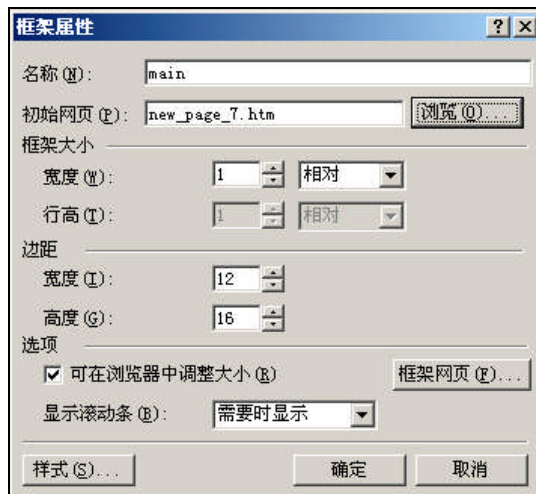 框架属性
名称(N): main
初始网页(P): new_page_7.htm 浏览(O)...
框架大小
宽度(W): 1 相对
行高(T): 1 相对
边距
宽度(I): 12
高度(G): 16
选项
可在浏览器中调整大小(R) 框架网页(F)...
显示滚动条(B): 需要时显示
样式(S)... 确定 取消